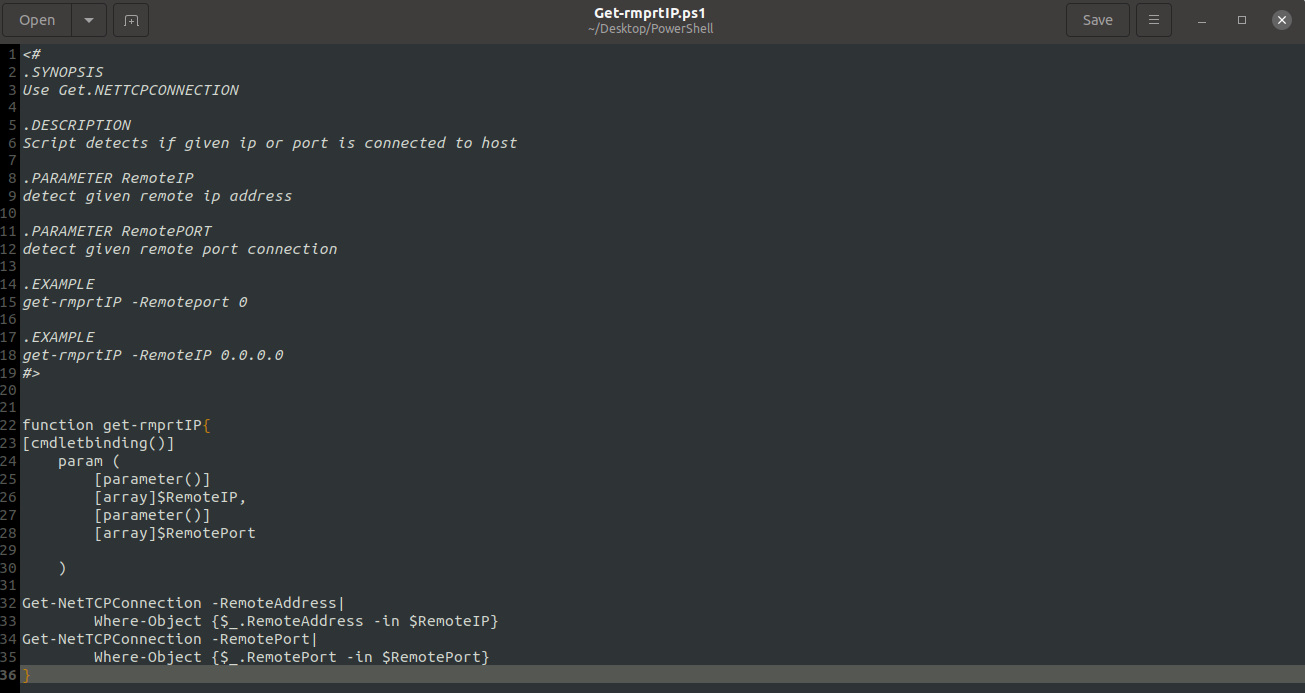 Open
Get-rmprtIP.ps1
~/Desktop/PowerShell
Save
1 <#
2 .SYNOPSIS
3 Use Get.NETTCPCONNECTION
4
5 .DESCRIPTION
6 Script detects if given ip or port is connected to host
7
8 .PARAMETER RemoteIP
9 detect given remote ip address
10
11 .PARAMETER RemotePORT
12 detect given remote port connection
13
14 .EXAMPLE
15 get-rmprtIP -Remoteport 0
16
17 .EXAMPLE
18 get-rmprtIP -RemoteIP 0.0.0.0
19 #>
20
21
22 function get-rmprtIP{
23 [cmdletbinding()]
24     param (
25         [parameter()]
26         [array]$RemoteIP,
27         [parameter()]
28         [array]$RemotePort
29
30     )
31
32 Get-NetTCPConnection -RemoteAddress|
33         Where-Object {$_.RemoteAddress -in $RemoteIP}
34 Get-NetTCPConnection -RemotePort|
35         Where-Object {$_.RemotePort -in $RemotePort}
36 }